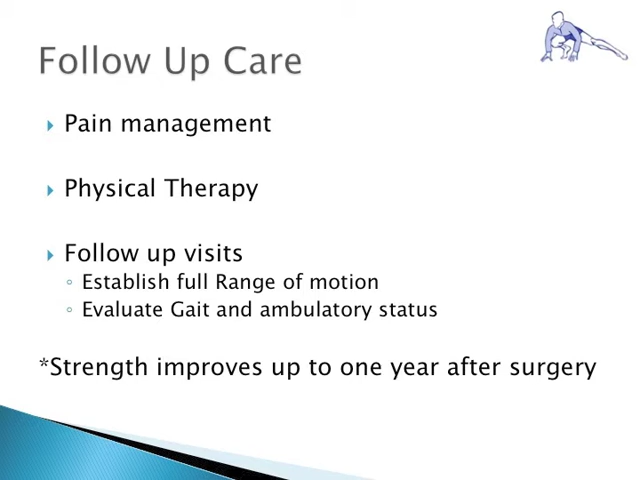 Follow Up Care
Pain management
Physical Therapy
Follow up visits
Establish full Range of motion
Evaluate Gait and ambulatory status
*Strength improves up to one year after surgery